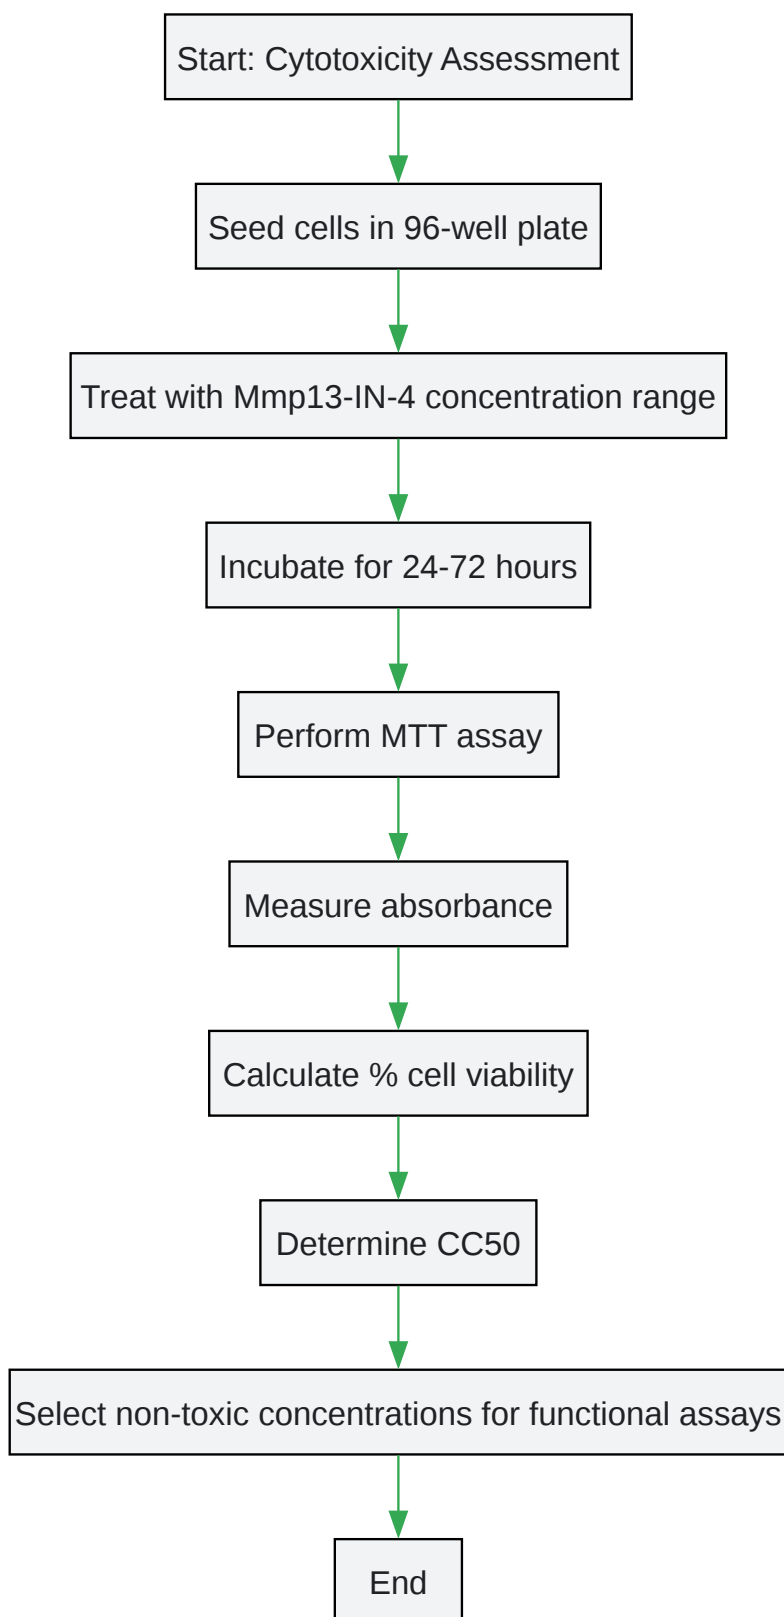 Start: Cytotoxicity Assessment
Seed cells in 96-well plate
Treat with Mmp13-IN-4 concentration range
Incubate for 24-72 hours
Perform MTT assay
Measure absorbance
Calculate % cell viability
Determine CC50
Select non-toxic concentrations for functional assays
End